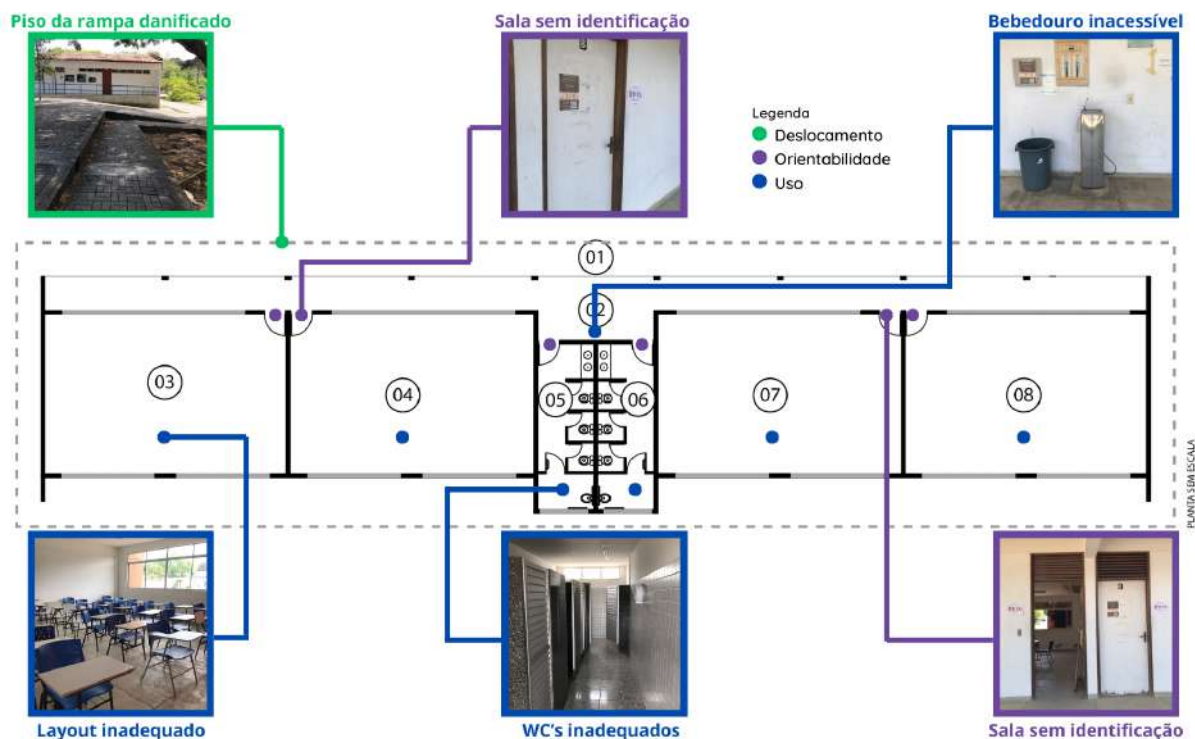 Piso da rampa danificado
Sala sem identificação
Bebedouro inacessível
Legenda
Deslocamento
Orientabilidade
Uso
01
02
03
04
05
06
07
08
PLANTA SEM ESCALA
Layout inadequado
WC's inadequados
Sala sem identificação